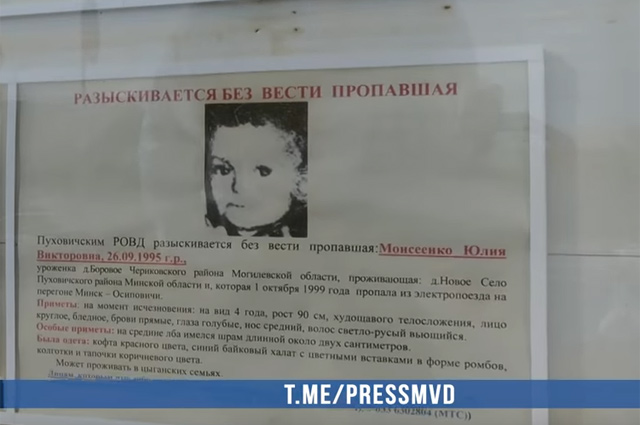 РАЗЫСКИВАЕТСЯ БЕЗ ВЕСТИ ПРОПАВШАЯ
Пуховичским РОВД разыскивается без вести пропавшая: Моисеенко Юлия
Викторовна, 26.09.1995 г.р.,
уроженка д.Боровое Чериковского района Могилевской области, проживающая: д.Новое Село
Пуховичского района Минской области п, которая 1 октября 1999 года пропала из электропоезда на
перегоне Минск – Осиповичи.
Приметы: на момент исчезновения: на вид 4 года, рост 90 см, худощавого телосложения, лицо
круглое, бледное, брови прямые, глаза голубые, нос средний, волос светло-русый вьющийся.
Особые приметы: на средине лба имелся шрам длинной около двух сантиметров.
Была одета: кофта красного цвета, синий байковый халат с цветными вставками в форме ромбов,
колготки и тапочки коричневого цвета.
Может проживать в цыганских семьях
T.ME/PRESSMVD
6302804 (МТС))